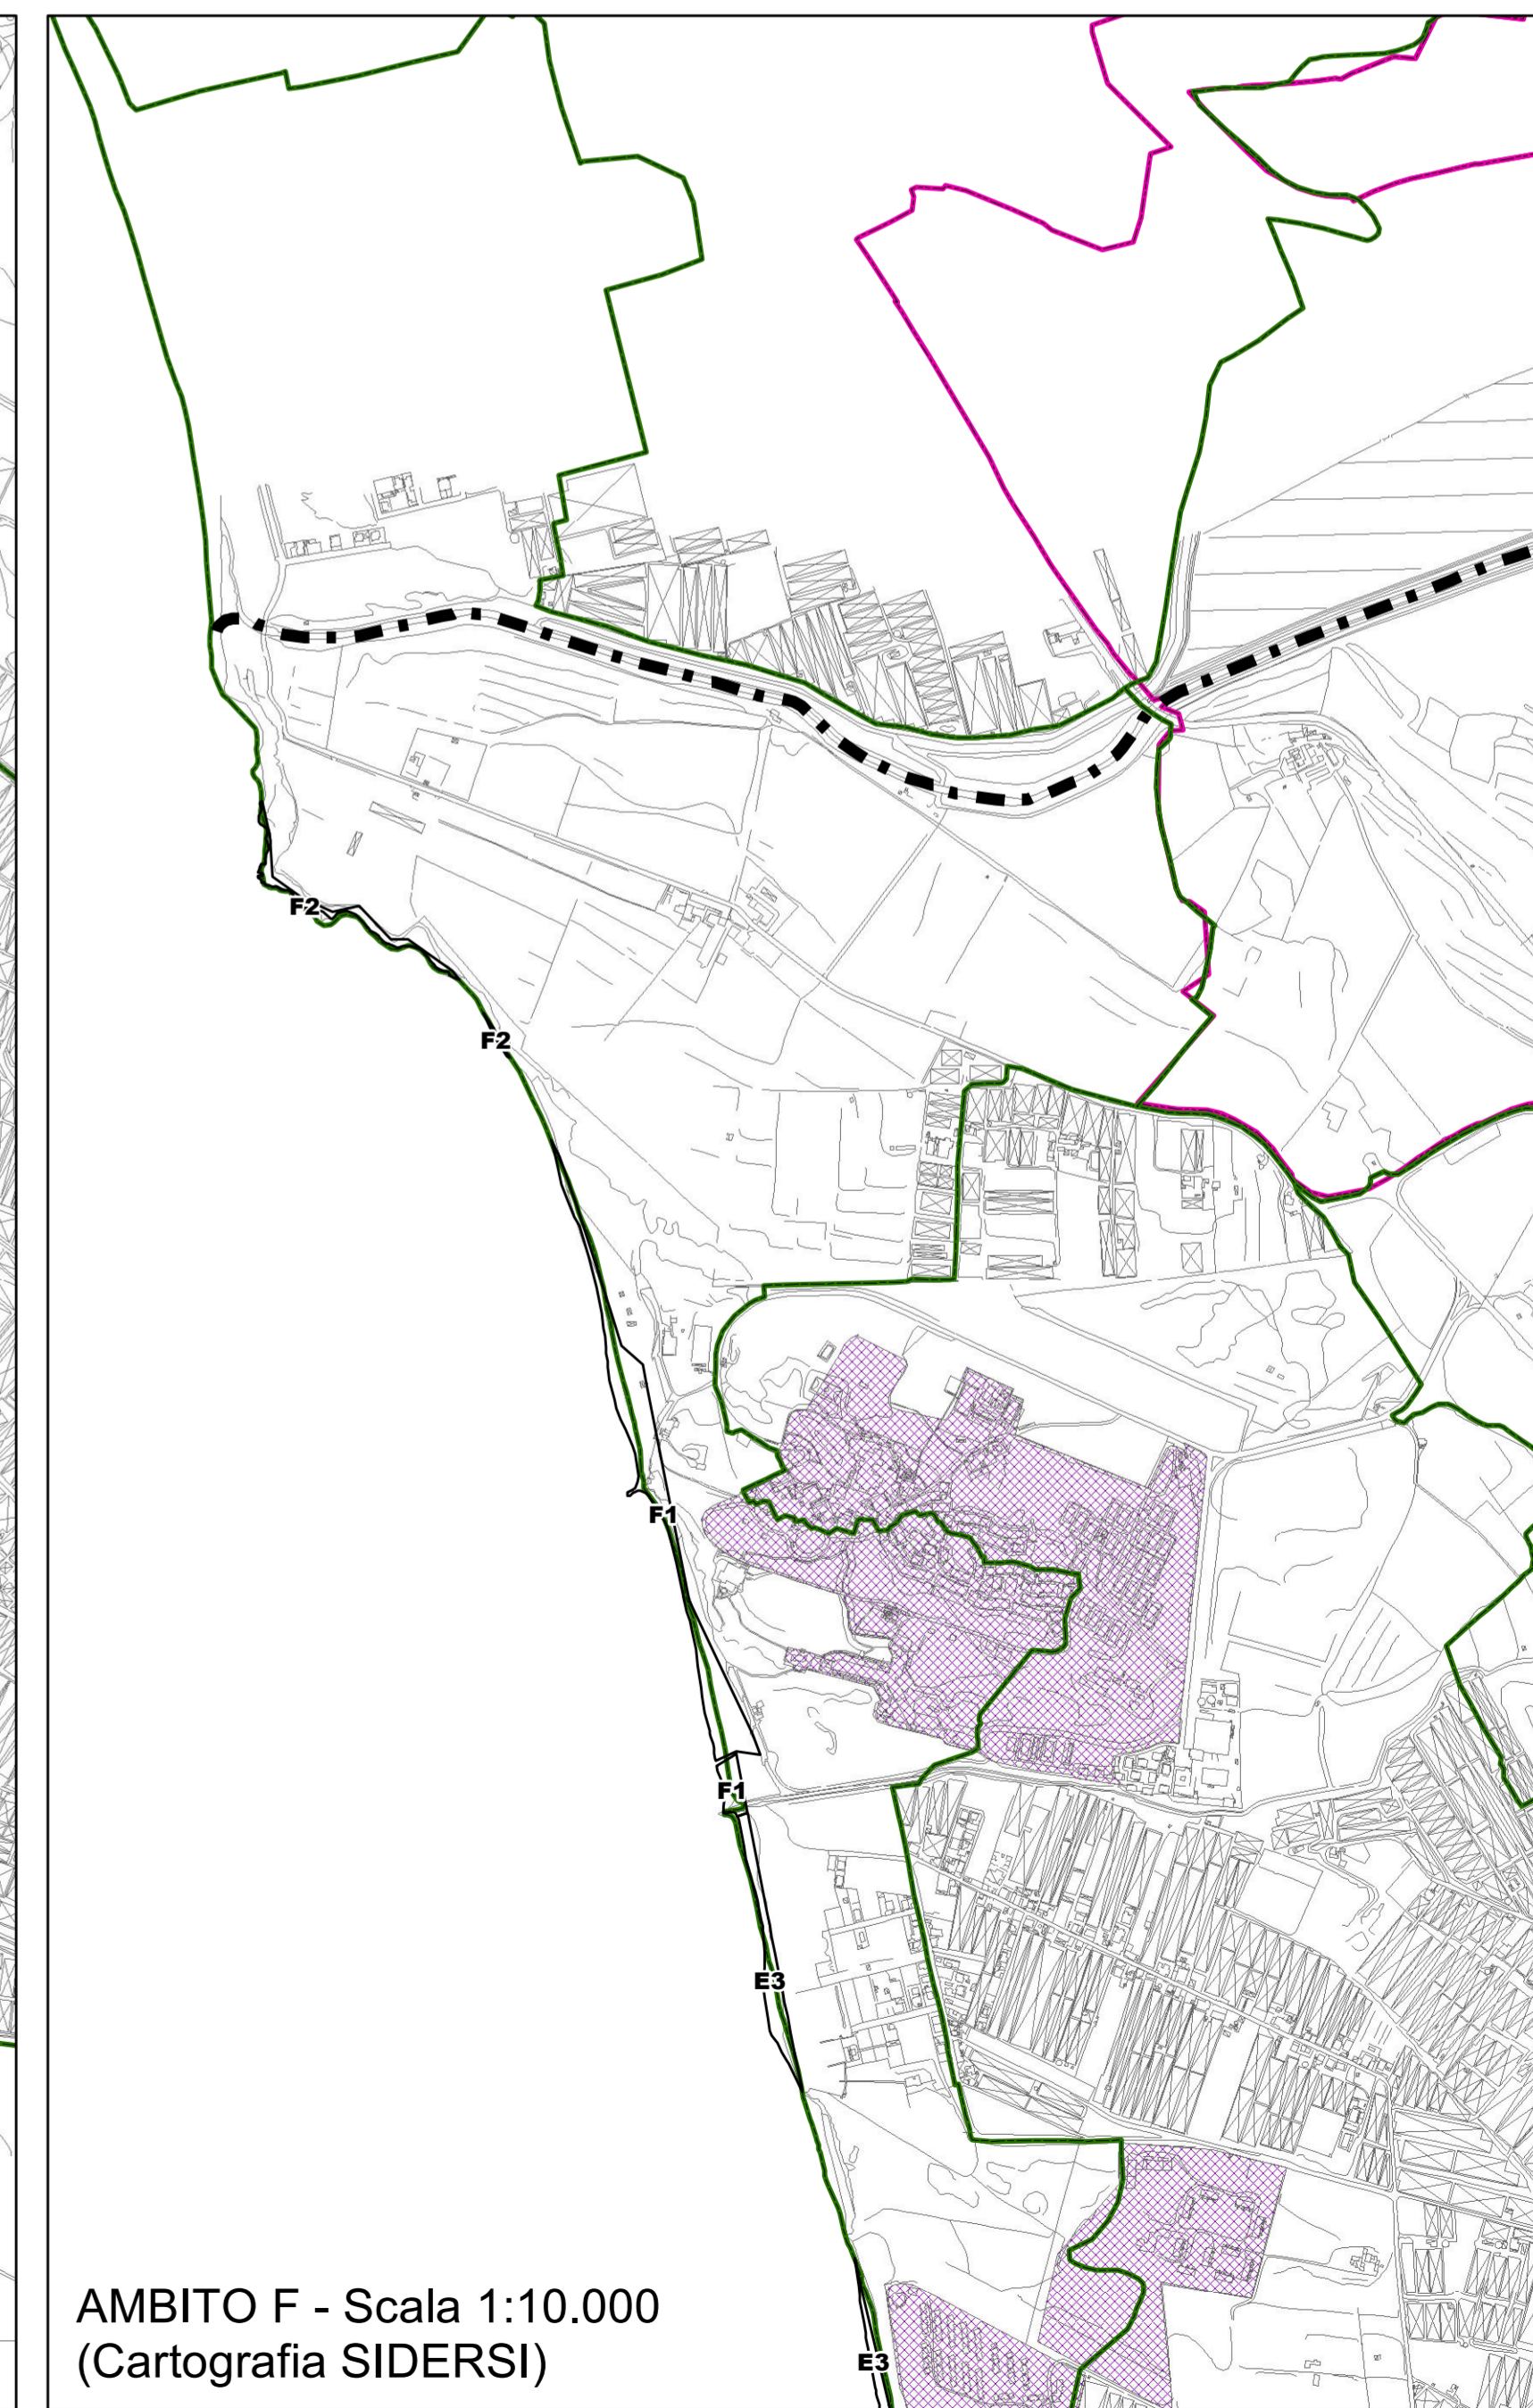 F2
F2
F1
F1
E3
E3
AMBITO F - Scala 1:10.000
(Cartografia SIDERSI)